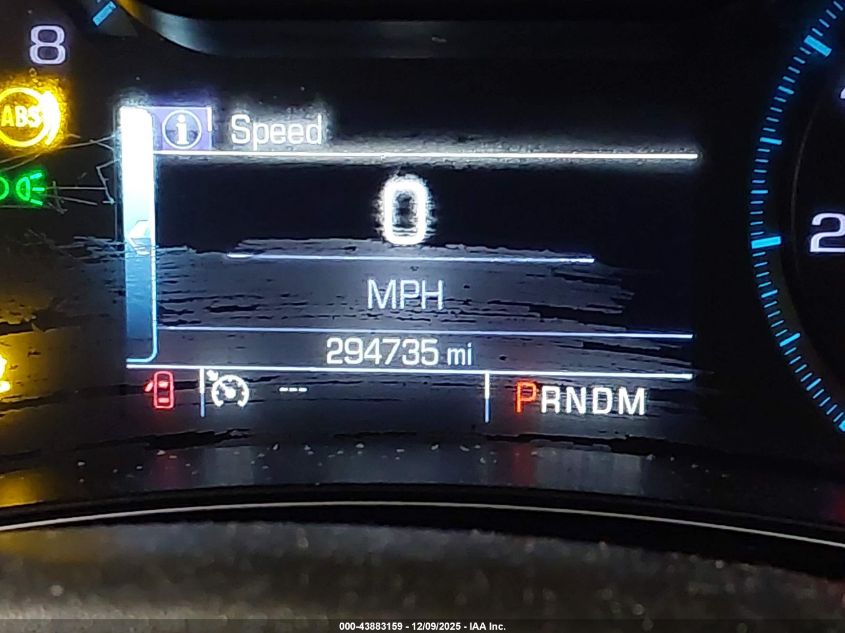 8
ABS
i Speed
0
2
MPH
294735 mi
--- PRNDM
000-43883159 - 12/09/2025 - IAA Inc.